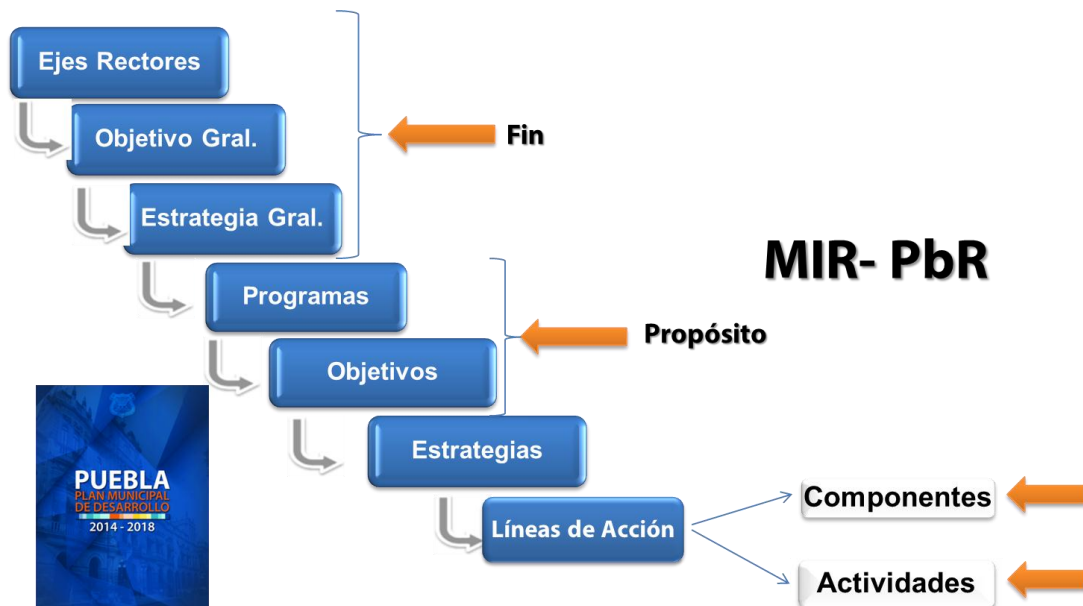 Ejes Rectores
Objetivo Gral.
Fin
Estrategia Gral.
MIR- PbR
Programas
Propósito
Objetivos
Estrategias
PUEBLA
PLAN MUNICIPAL
DE DESARROLLO
2014 - 2018
Líneas de Acción
Componentes
Actividades